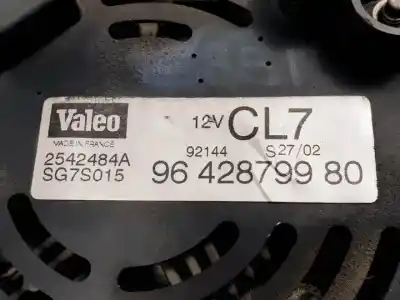 Valeo 12V CL7
MADE IN FRANCE 92144 S27/02
2542484A
SG7S015 96 428799 80